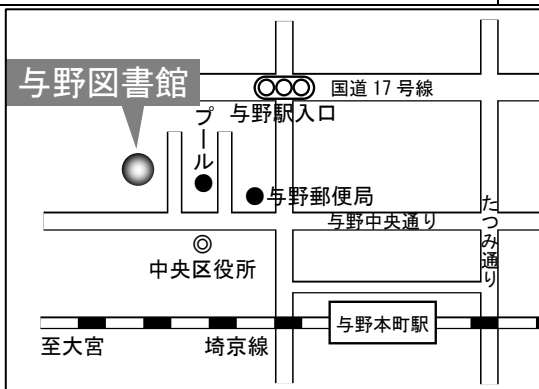 与野図書館
国道17号線
与野駅入口
プール
与野郵便局
与野中央通り
たつみ通り
中央区役所
与野本町駅
至大宮
埼京線